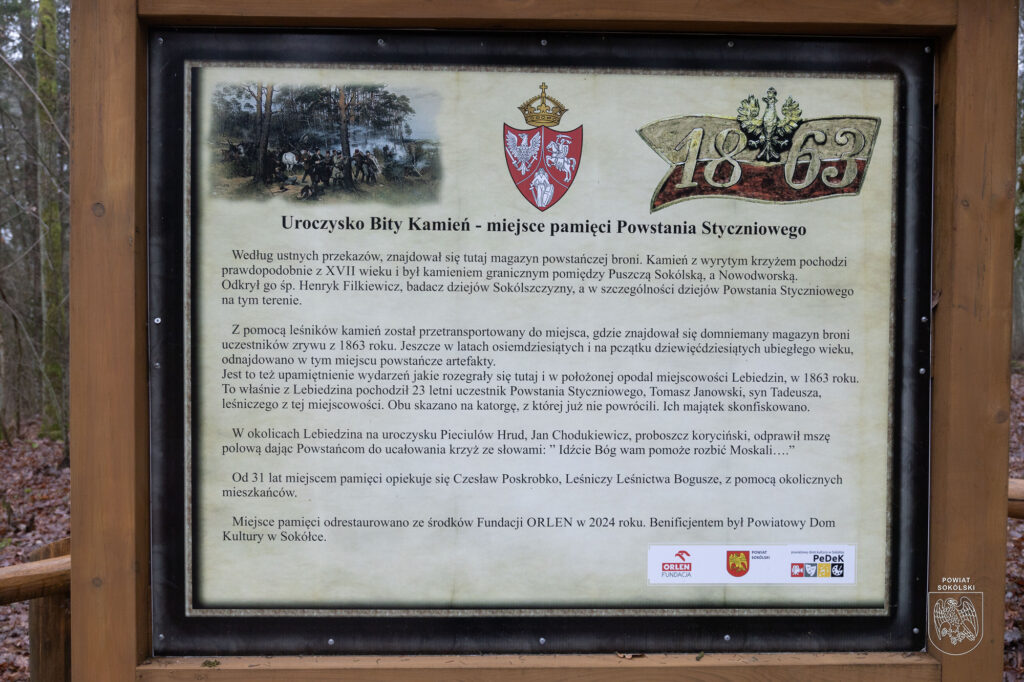 1863
Uroczysko Bity Kamień - miejsce pamięci Powstania Styczniowego
Według ustnych przekazów, znajdował się tutaj magazyn powstańczej broni. Kamień z wyrytym krzyżem pochodzi
prawdopodobnie z XVII wieku i był kamieniem granicznym pomiędzy Puszczą Sokólską, a Nowodworską.
Odkrył go śp. Henryk Filkiewicz, badacz dziejów Sokólszczyzny, a w szczególności dziejów Powstania Styczniowego
na tym terenie.
Z pomocą leśników kamień został przetransportowany do miejsca, gdzie znajdował się domniemany magazyn broni
uczestników zrywu z 1863 roku. Jeszcze w latach osiemdziesiątych i na pczątku dziewięćdziesiątych ubiegłego wieku,
odnajdowano w tym miejscu powstańcze artefakty.
Jest to też upamiętnienie wydarzeń jakie rozegrały się tutaj i w położonej opodal miejscowości Lebiedzin, w 1863 roku.
To właśnie z Lebiedzina pochodził 23 letni uczestnik Powstania Styczniowego, Tomasz Janowski, syn Tadeusza,
leśniczego z tej miejscowości. Obu skazano na katorgę, z której już nie powrócili. Ich majątek skonfiskowano.
W okolicach Lebiedzina na uroczysku Pieciulów Hrud, Jan Chodukiewicz, proboszcz koryciński, odprawił mszę
polową dając Powstańcom do ucałowania krzyż ze słowami: ” Idźcie Bóg wam pomoże rozbić Moskali….”
Od 31 lat miejscem pamięci opiekuje się Czesław Poskrobko, Leśniczy Leśnictwa Bogusze, z pomocą okolicznych
mieszkańców.
Miejsce pamięci odrestaurowano ze środków Fundacji ORLEN w 2024 roku. Benificjentem był Powiatowy Dom
Kultury w Sokółce.
ORLEN
FUNDACJA
POWIAT
SOKÓLSKI
PeDeK
POWIAT
SOKÓLSKI